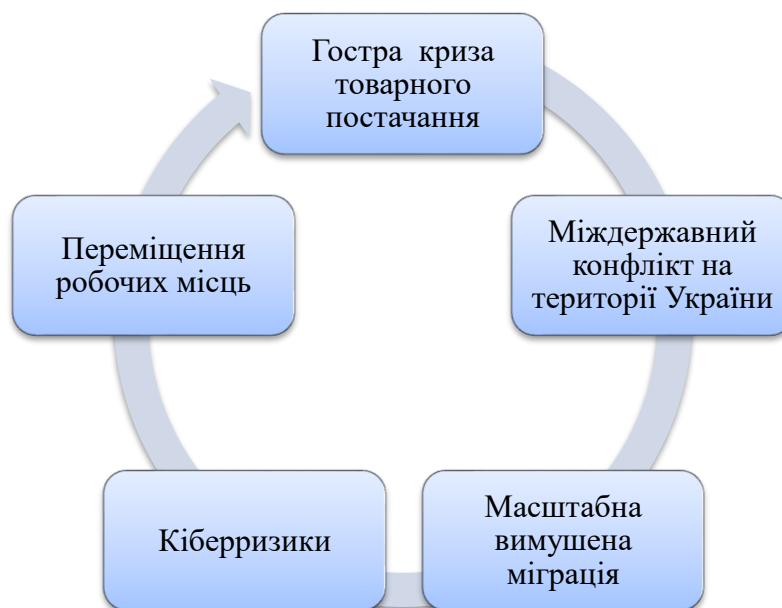 Гостра криза
товарного
постачання
Міждержавний
конфлікт на
території України
Масштабна
вимушена
міграція
Кіберризики
Переміщення
робочих місць